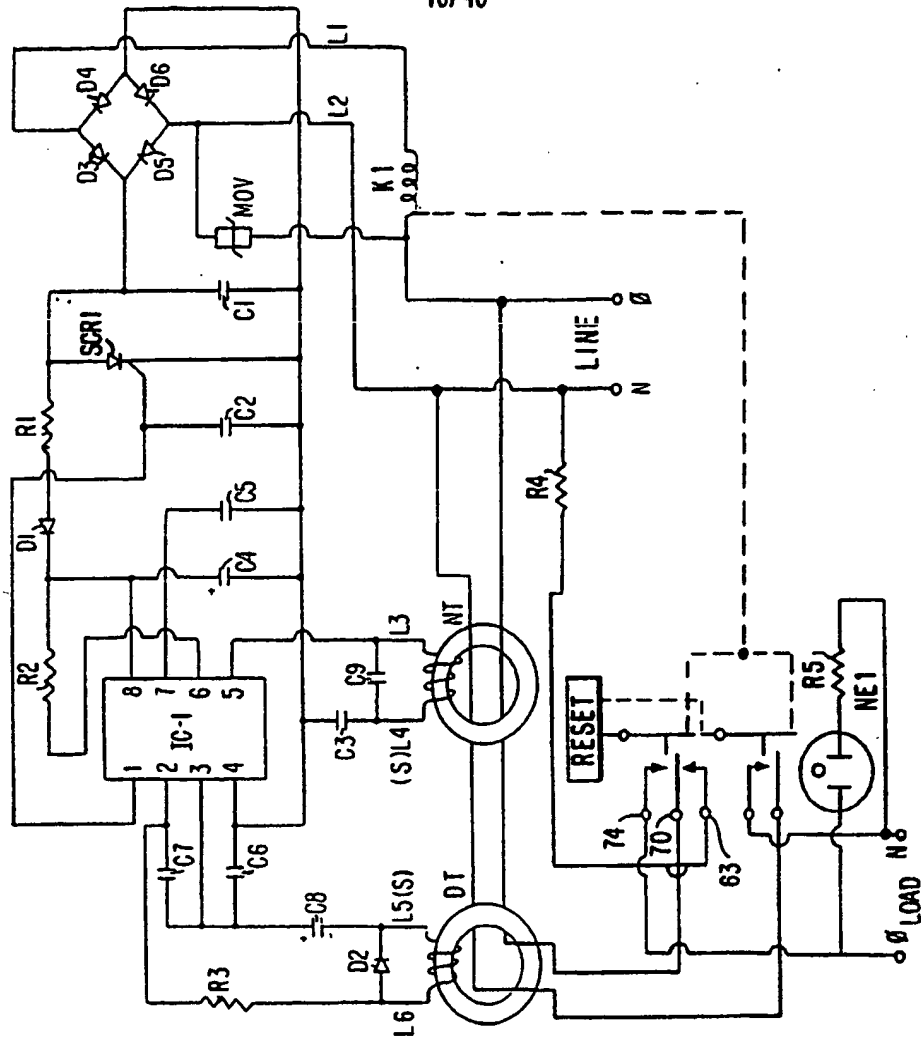 L1
D4
D6
L2
D3
D5
MOV
K1
C1
SCR1
Ø
LINE
N
R1
C2
C5
D1
C4
R4
R2
8
7
6
5
IC-1
1
2
3
4
L3
NT
C9
C3
(S)L4
C7
C6
C8
L5(S)
DT
D2
R3
L6
RESET
74
70
63
R5
NE1
N
LOAD
Ø